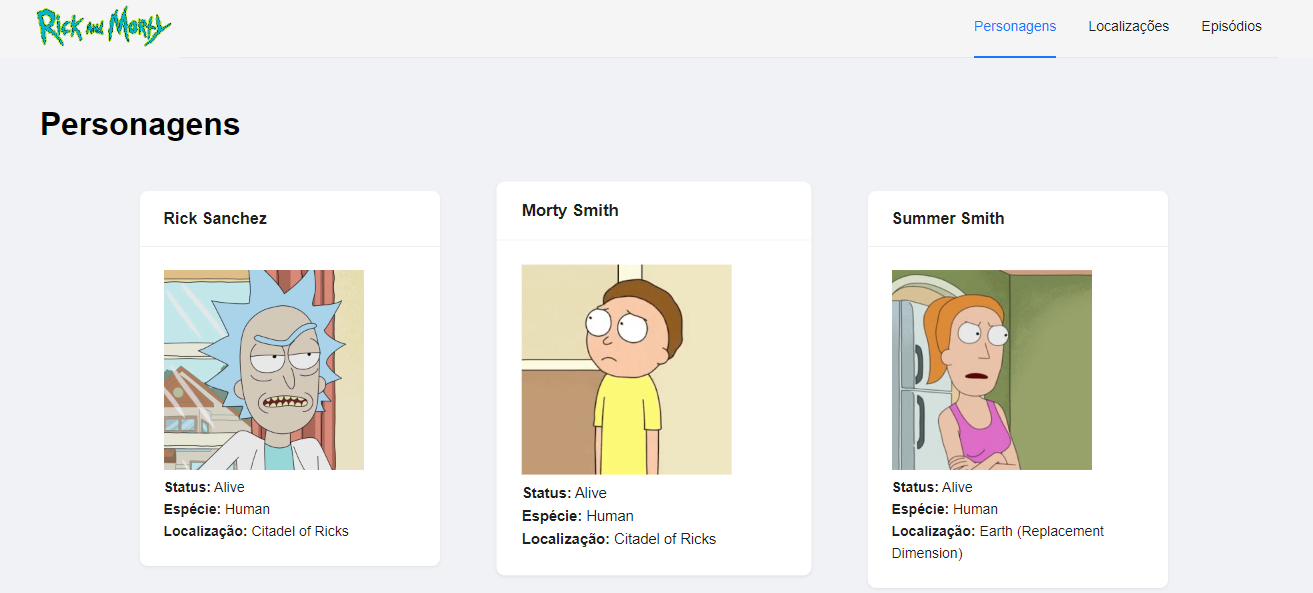 Rick and Morty
Personagens
Localizações
Episódios
Personagens
Rick Sanchez
Status: Alive
Espécie: Human
Localização: Citadel of Ricks
Morty Smith
Status: Alive
Espécie: Human
Localização: Citadel of Ricks
Summer Smith
Status: Alive
Espécie: Human
Localização: Earth (Replacement
Dimension)